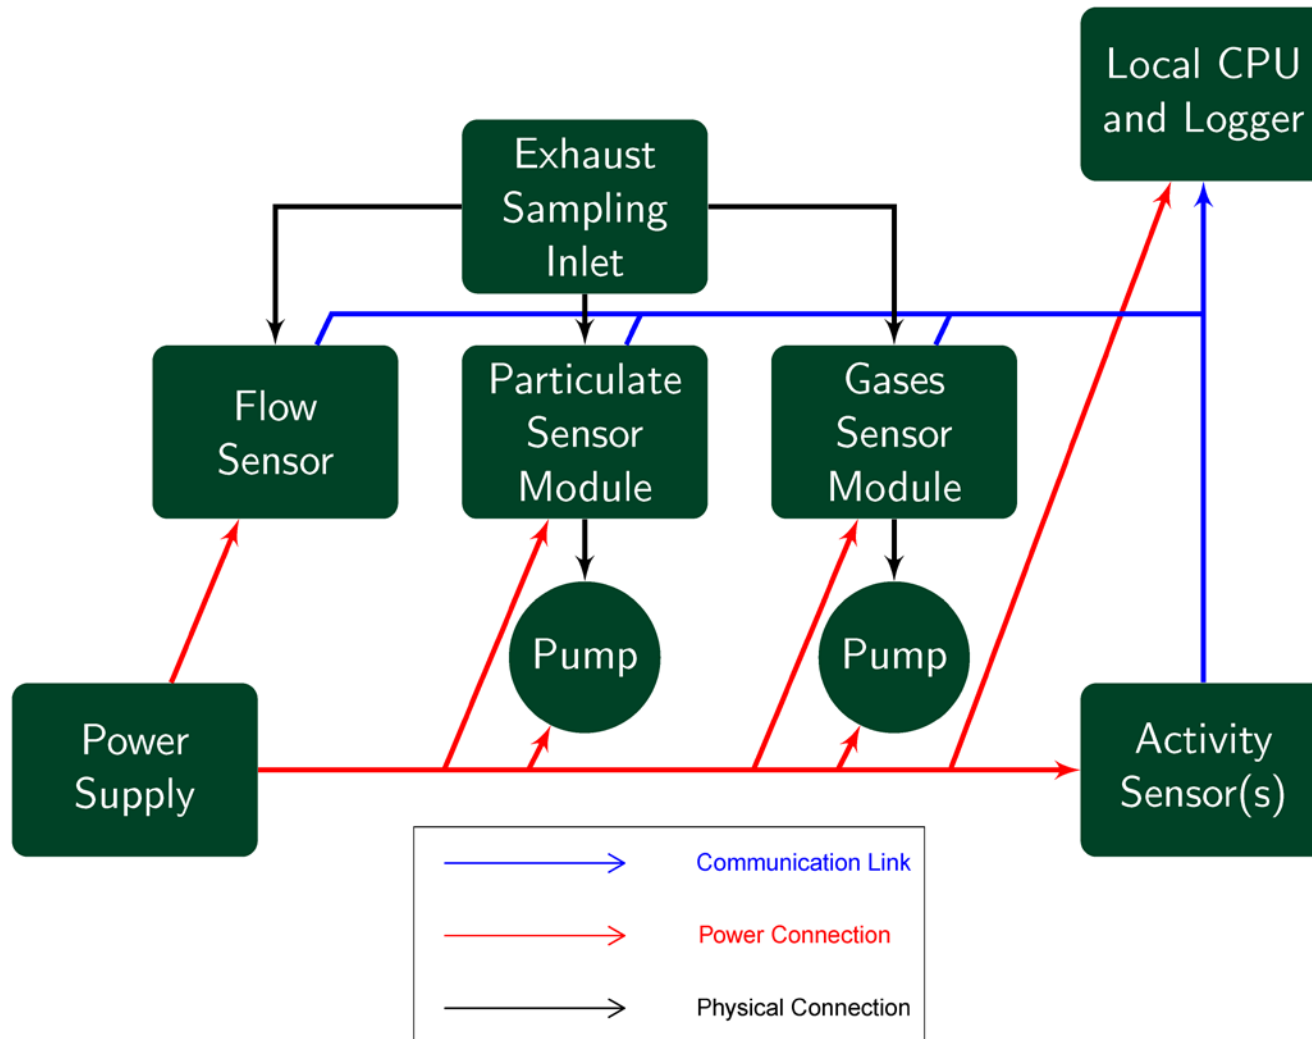 Local CPU
and Logger
Exhaust
Sampling
Inlet
Flow
Sensor
Particulate
Sensor
Module
Gases
Sensor
Module
Pump
Pump
Power
Supply
Activity
Sensor(s)
Communication Link
Power Connection
Physical Connection